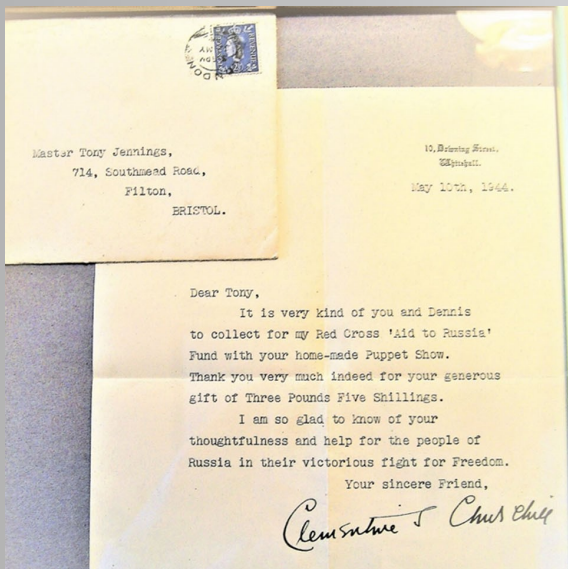 Master Tony Jennings,
714, Southmead Road,
Filton,
BRISTOL.
10, Downing Street,
Whitehall.
May 10th, 1944.
Dear Tony,
It is very kind of you and Dennis
to collect for my Red Cross 'Aid to Russia'
Fund with your home-made Puppet Show.
Thank you very much indeed for your generous
gift of Three Pounds Five Shillings.
I am so glad to know of your
thoughtfulness and help for the people of
Russia in their victorious fight for Freedom.
Your sincere Friend,
Clementine S Churchill